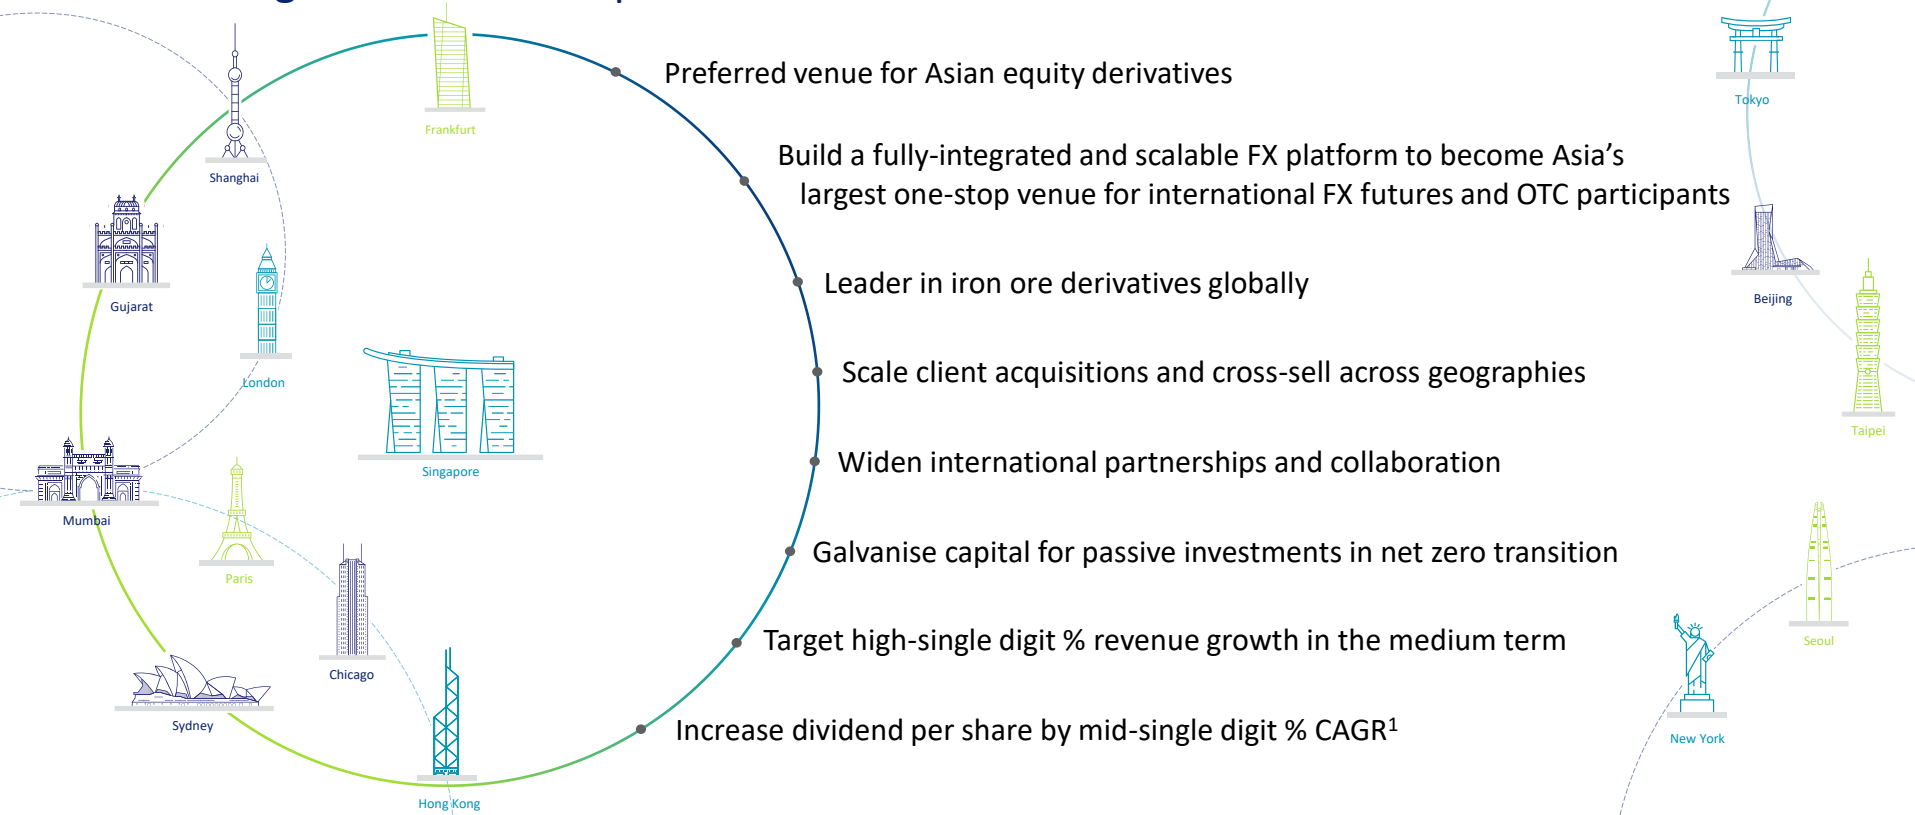 Preferred venue for Asian equity derivatives
Build a fully-integrated and scalable FX platform to become Asia’s
largest one-stop venue for international FX futures and OTC participants
Leader in iron ore derivatives globally
Scale client acquisitions and cross-sell across geographies
Widen international partnerships and collaboration
Galvanise capital for passive investments in net zero transition
Target high-single digit % revenue growth in the medium term
Increase dividend per share by mid-single digit % CAGR¹
Frankfurt
Shanghai
Gujarat
London
Singapore
Mumbai
Paris
Chicago
Sydney
Hong Kong
Tokyo
Beijing
Taipei
Seoul
New York